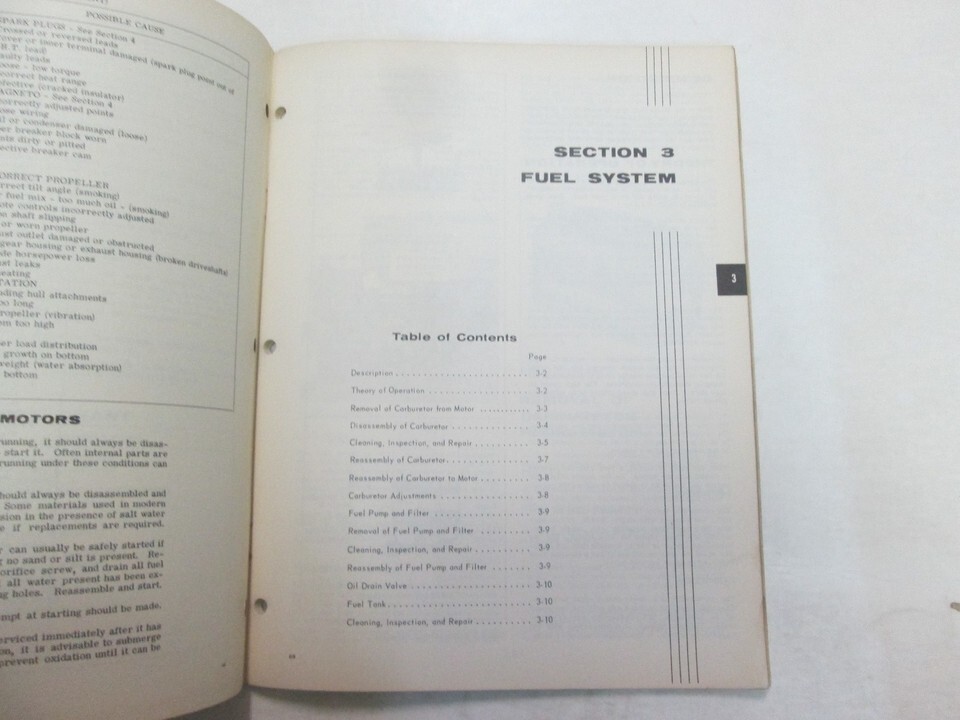 POSSIBLE CAUSE
SPARK PLUGS - See Section 4
Crossed or reversed leads
over or inner terminal damaged (spark plug point out of
H.T. lead)
aulty leads
oose - low torque
correct heat range
efective (cracked insulator)
AGNETO - See Section 4
correctly adjusted points
ose wiring
il or condenser damaged (loose)
per breaker block worn
nts dirty or pitted
ective breaker cam
CORRECT PROPELLER
rrect tilt angle (smoking)
r fuel mix - too much oil - (smoking)
ote controls incorrectly adjusted
o shaft slipping
or worn propeller
ust outlet damaged or obstructed
gear housing or exhaust housing (broken driveshafts)
de horsepower loss
st leaks
eating
TATION
ding hull attachments
oo long
ropeller (vibration)
om too high
er load distribution
growth on bottom
weight (water absorption)
bottom
MOTORS
running, it should always be disas-
start it. Often internal parts are
running under these conditions can
hould always be disassembled and
Some materials used in modern
sion in the presence of salt water
e if replacements are required.
r can usually be safely started if
g no sand or silt is present. Re-
orifice screw, and drain all fuel
all water present has been ex-
ng holes. Reassemble and start.
empt at starting should be made.
erviced immediately after it has
on, it is advisable to submerge
prevent oxidation until it can be
SECTION 3
FUEL SYSTEM
3
Table of Contents
Page
Description . . . . . . . . . . . . . . . . . . . . . . . . 3-2
Theory of Operation . . . . . . . . . . . . . . . . . . 3-2
Removal of Carburetor from Motor . . . . . . . . . . . 3-3
Disassembly of Carburetor . . . . . . . . . . . . . . 3-4
Cleaning, Inspection, and Repair . . . . . . . . . . 3-5
Reassembly of Carburetor. . . . . . . . . . . . . . . 3-7
Reassembly of Carburetor to Motor . . . . . . . . . 3-8
Carburetor Adjustments . . . . . . . . . . . . . . . . 3-8
Fuel Pump and Filter . . . . . . . . . . . . . . . . . 3-9
Removal of Fuel Pump and Filter . . . . . . . . . 3-9
Cleaning, Inspection, and Repair . . . . . . . . . . 3-9
Reassembly of Fuel Pump and Filter . . . . . . . 3-9
Oil Drain Valve . . . . . . . . . . . . . . . . . . . . 3-10
Fuel Tank. . . . . . . . . . . . . . . . . . . . . . . . 3-10
Cleaning, Inspection, and Repair . . . . . . . . . . 3-10